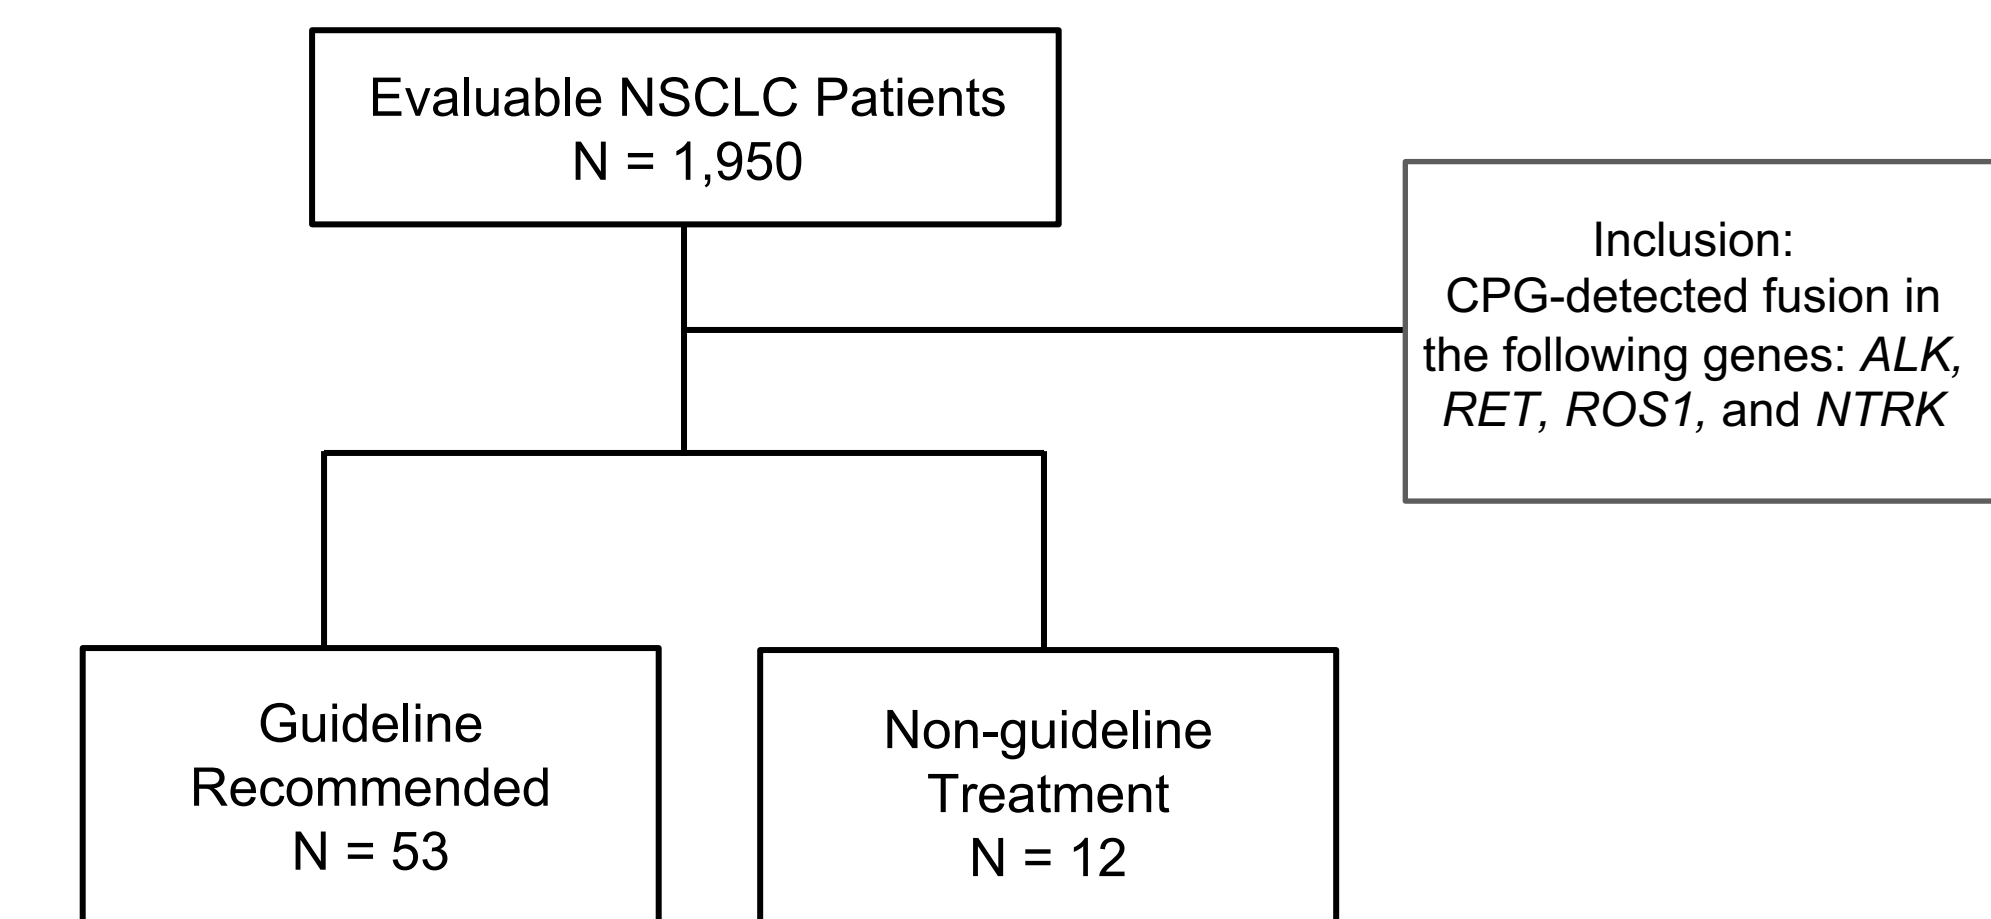 Evaluable NSCLC Patients
N = 1,950
Inclusion:
CPG-detected fusion in
the following genes: ALK,
RET, ROS1, and NTRK
Guideline
Recommended
N = 53
Non-guideline
Treatment
N = 12